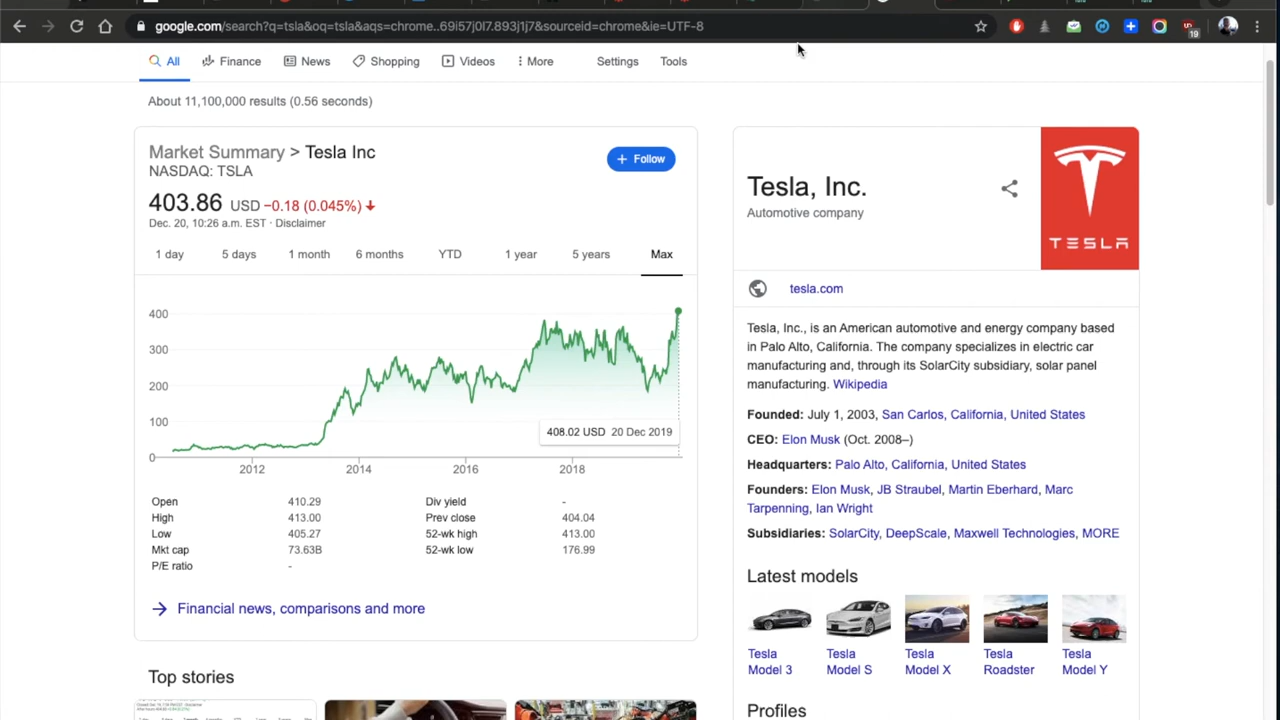 google.com/search?q=tsla&oq=tsla&aqs=chrome..69i57j0l7.893j1j7&sourceid=chrome&ie=UTF-8
19
All Finance News Shopping Videos More Settings Tools
About 11,100,000 results (0.56 seconds)
Market Summary > Tesla Inc
NASDAQ: TSLA
+ Follow
403.86 USD −0.18 (0.045%)
Dec. 20, 10:26 a.m. EST · Disclaimer
1 day 5 days 1 month 6 months YTD 1 year 5 years Max
400
300
200
100
0
408.02 USD 20 Dec 2019
2012 2014 2016 2018
Open 410.29 Div yield -
High 413.00 Prev close 404.04
Low 405.27 52-wk high 413.00
Mkt cap 73.63B 52-wk low 176.99
P/E ratio -
Financial news, comparisons and more
Top stories
Tesla, Inc.
Automotive company
TESLA
tesla.com
Tesla, Inc., is an American automotive and energy company based
in Palo Alto, California. The company specializes in electric car
manufacturing and, through its SolarCity subsidiary, solar panel
manufacturing. Wikipedia
Founded: July 1, 2003, San Carlos, California, United States
CEO: Elon Musk (Oct. 2008–)
Headquarters: Palo Alto, California, United States
Founders: Elon Musk, JB Straubel, Martin Eberhard, Marc
Tarpenning, Ian Wright
Subsidiaries: SolarCity, DeepScale, Maxwell Technologies, MORE
Latest models
Tesla Tesla Tesla Tesla Tesla
Model 3 Model S Model X Roadster Model Y
Profiles